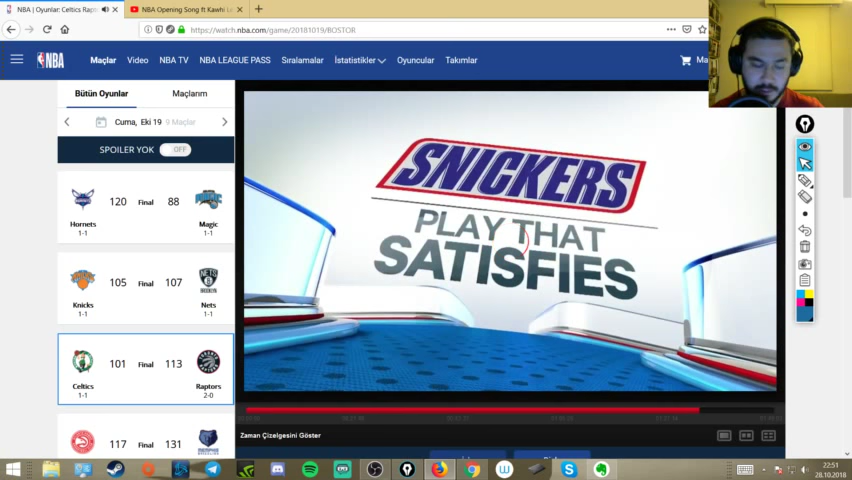 NBA | Oyunlar: Celtics Rapt
NBA Opening Song ft Kawhi Le
https://watch.nba.com/game/20181019/BOSTOR
NBA
Maçlar
Video
NBA TV
NBA LEAGUE PASS
Sıralamalar
İstatistikler
Oyuncular
Takımlar
Ma
Bütün Oyunlar
Maçlarım
Cuma, Eki 19
9 Maçlar
SPOILER YOK
OFF
120 Final 88
Hornets Magic
1-1 1-1
105 Final 107
Knicks Nets
1-1 1-1
101 Final 113
Celtics Raptors
1-1 2-0
117 Final 131
SNICKERS
PLAY THAT
SATISFIES
Zaman Çizelgesini Göster
22:51
28.10.2018